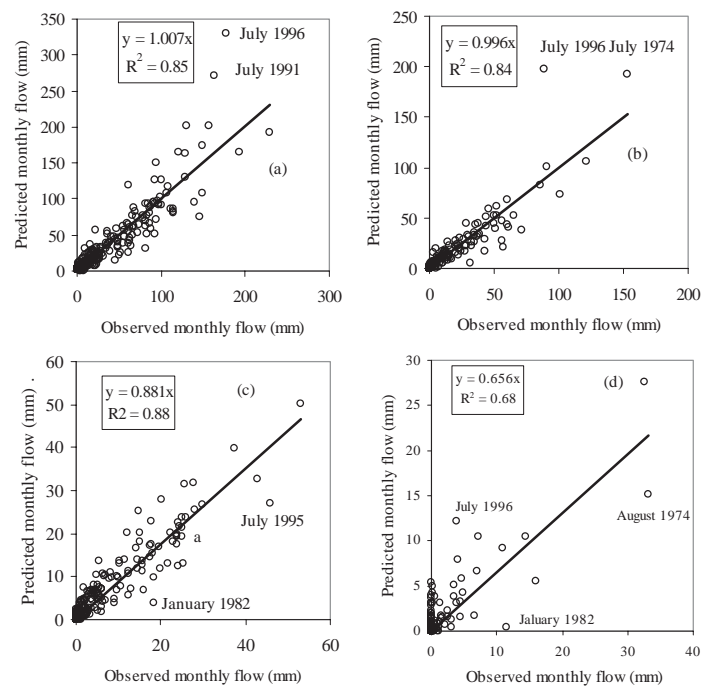 350
300
250
200
150
100
50
0
y = 1.007x
R² = 0.85
July 1996
July 1991
(a)
0 100 200 300
Predicted monthly flow (mm)
Observed monthly flow (mm)
250
200
150
100
50
0
y = 0.996x
R² = 0.84
July 1996 July 1974
(b)
0 50 100 150 200
Predicted monthly flow (mm)
Observed monthly flow (mm)
60
50
40
30
20
10
0
y = 0.881x
R2 = 0.88
(c)
July 1995
a
January 1982
0 20 40 60
Predicted monthly flow (mm) .
Observed monthly flow (mm)
30
25
20
15
10
5
0
y = 0.656x
R² = 0.68
(d)
July 1996
August 1974
Jaluary 1982
0 10 20 30 40
Predicted monthly flow (mm)
Observed monthly flow (mm)